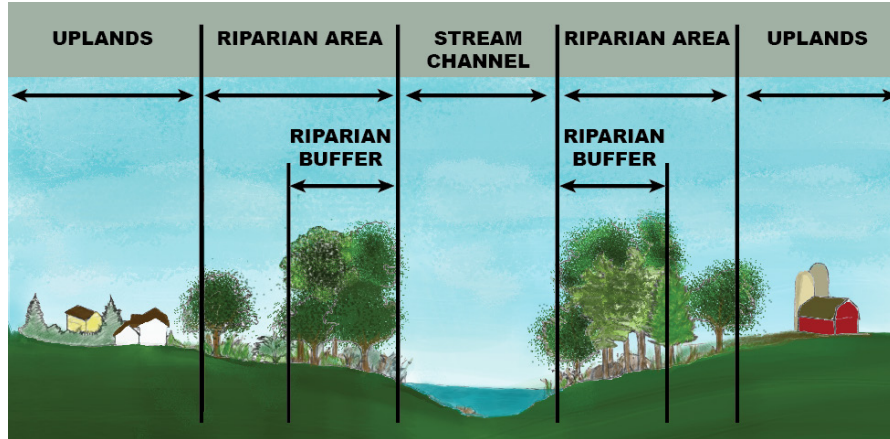 UPLANDS
RIPARIAN AREA
STREAM
CHANNEL
RIPARIAN AREA
UPLANDS
RIPARIAN
BUFFER
RIPARIAN
BUFFER